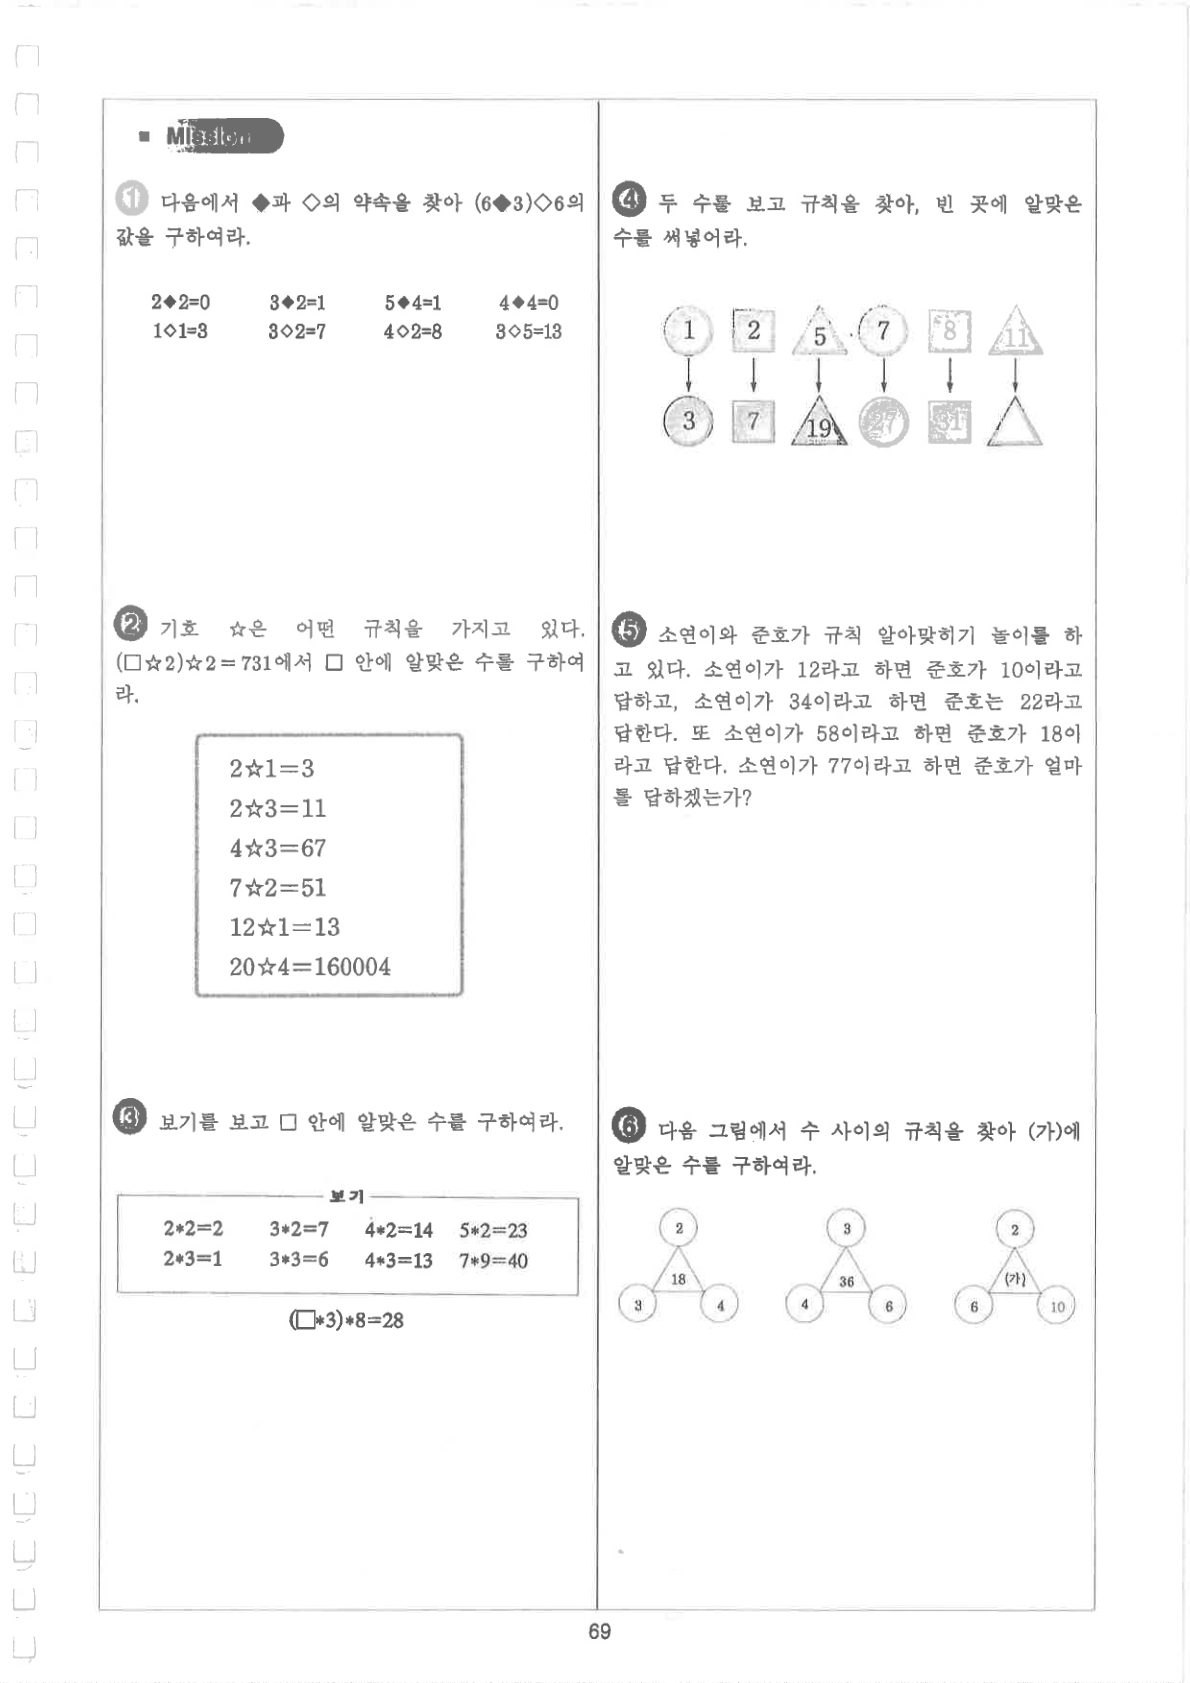 Mission
1 다음에서 ◆과 ◇의 약속을 찾아 (6◆3)◇6의
값을 구하여라.
2◆2=0 3◆2=1 5◆4=1 4◆4=0
1◇1=3 3◇2=7 4◇2=8 3◇5=13
2 기호 ☆은 어떤 규칙을 가지고 있다.
(□☆2)☆2=731에서 □ 안에 알맞은 수를 구하여
라.
2☆1=3
2☆3=11
4☆3=67
7☆2=51
12☆1=13
20☆4=160004
3 보기를 보고 □ 안에 알맞은 수를 구하여라.
보기
2*2=2 3*2=7 4*2=14 5*2=23
2*3=1 3*3=6 4*3=13 7*9=40
(□*3)*8=28
4 두 수를 보고 규칙을 찾아, 빈 곳에 알맞은
수를 써넣어라.
1 2 5 7 8 11
3 7 19 27 31
5 소연이와 준호가 규칙 알아맞히기 놀이를 하
고 있다. 소연이가 12라고 하면 준호가 10이라고
답하고, 소연이가 34이라고 하면 준호는 22라고
답한다. 또 소연이가 58이라고 하면 준호가 18이
라고 답한다. 소연이가 77이라고 하면 준호가 얼마
를 답하겠는가?
6 다음 그림에서 수 사이의 규칙을 찾아 (가)에
알맞은 수를 구하여라.
2 3 2
18 36 (가)
3 4 4 6 6 10
69